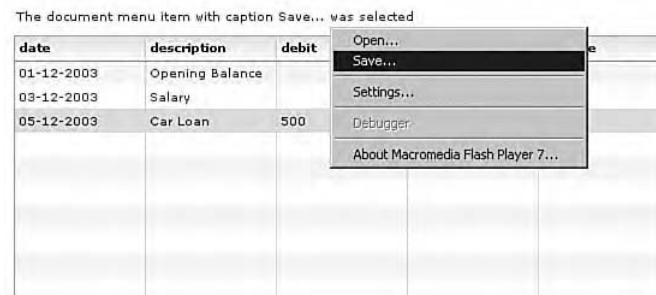 The document menu item with caption Save... was selected
date description debit e
01-12-2003 Opening Balance
03-12-2003 Salary
05-12-2003 Car Loan 500
Open...
Save...
Settings...
Debugger
About Macromedia Flash Player 7...